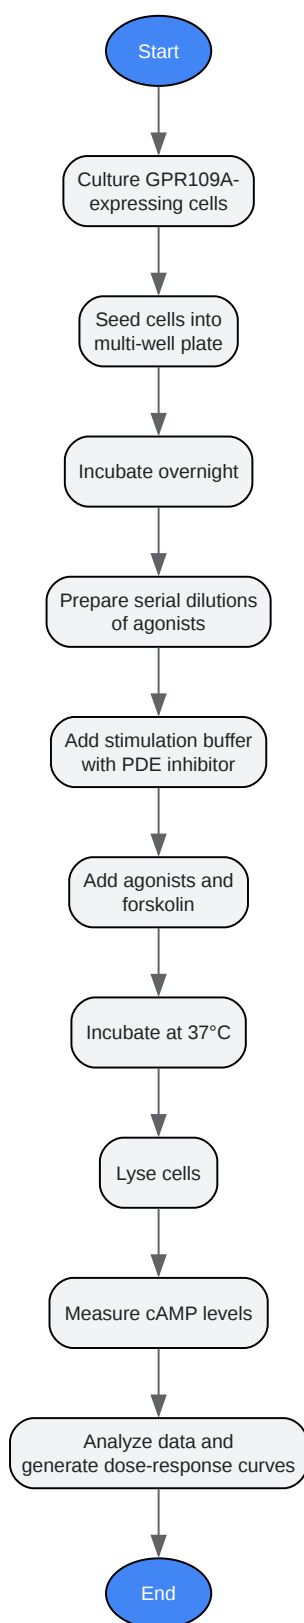 Start
Culture GPR109A-
expressing cells
Seed cells into
multi-well plate
Incubate overnight
Prepare serial dilutions
of agonists
Add stimulation buffer
with PDE inhibitor
Add agonists and
forskolin
Incubate at 37°C
Lyse cells
Measure cAMP levels
Analyze data and
generate dose-response curves
End